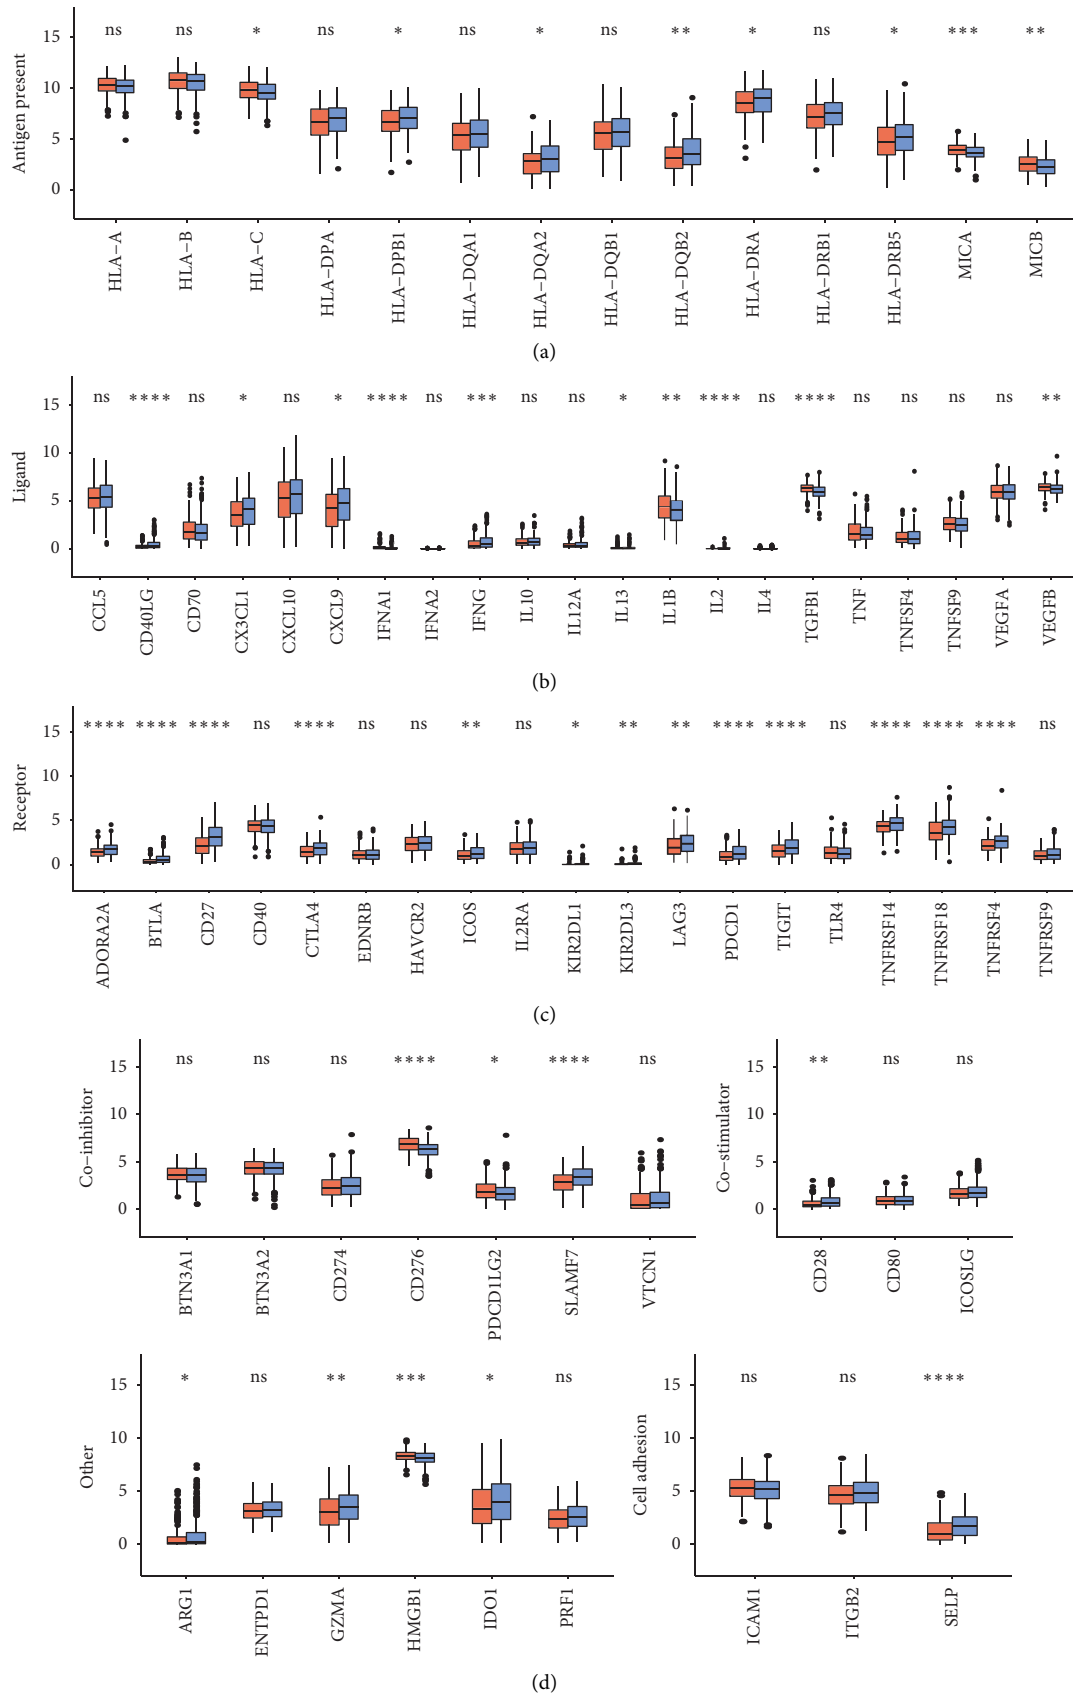 ns ns * ns * ns * ns ** * ns * *** **
15
10
5
0
Antigen present
HLA−A HLA−B HLA−C HLA−DPA HLA−DPB1 HLA−DQA1 HLA−DQA2 HLA−DQB1 HLA−DQB2 HLA−DRA HLA−DRB1 HLA−DRB5 MICA MICB
(a)
ns **** ns * ns * **** ns *** ns ns * ** **** ns **** ns ns ns ns **
15
10
5
0
Ligand
CCL5 CD40LG CD70 CX3CL1 CXCL10 CXCL9 IFNA1 IFNA2 IFNG IL10 IL12A IL13 IL1B IL2 IL4 TGFB1 TNF TNFSF4 TNFSF9 VEGFA VEGFB
(b)
**** **** **** ns **** ns ns ** ns * ** ** **** **** ns **** **** **** ns
15
10
5
0
Receptor
ADORA2A BTLA CD27 CD40 CTLA4 EDNRB HAVCR2 ICOS IL2RA KIR2DL1 KIR2DL3 LAG3 PDCD1 TIGIT TLR4 TNFRSF14 TNFRSF18 TNFRSF4 TNFRSF9
(c)
ns ns ns **** * **** ns
15
10
5
0
Co−inhibitor
BTN3A1 BTN3A2 CD274 CD276 PDCD1LG2 SLAMF7 VTCN1
** ns ns
15
10
5
0
Co−stimulator
CD28 CD80 ICOSLG
* ns ** *** * ns
15
10
5
0
Other
ARG1 ENTPD1 GZMA HMGB1 IDO1 PRF1
ns ns ****
15
10
5
0
Cell adhesion
ICAM1 ITGB2 SELP
(d)